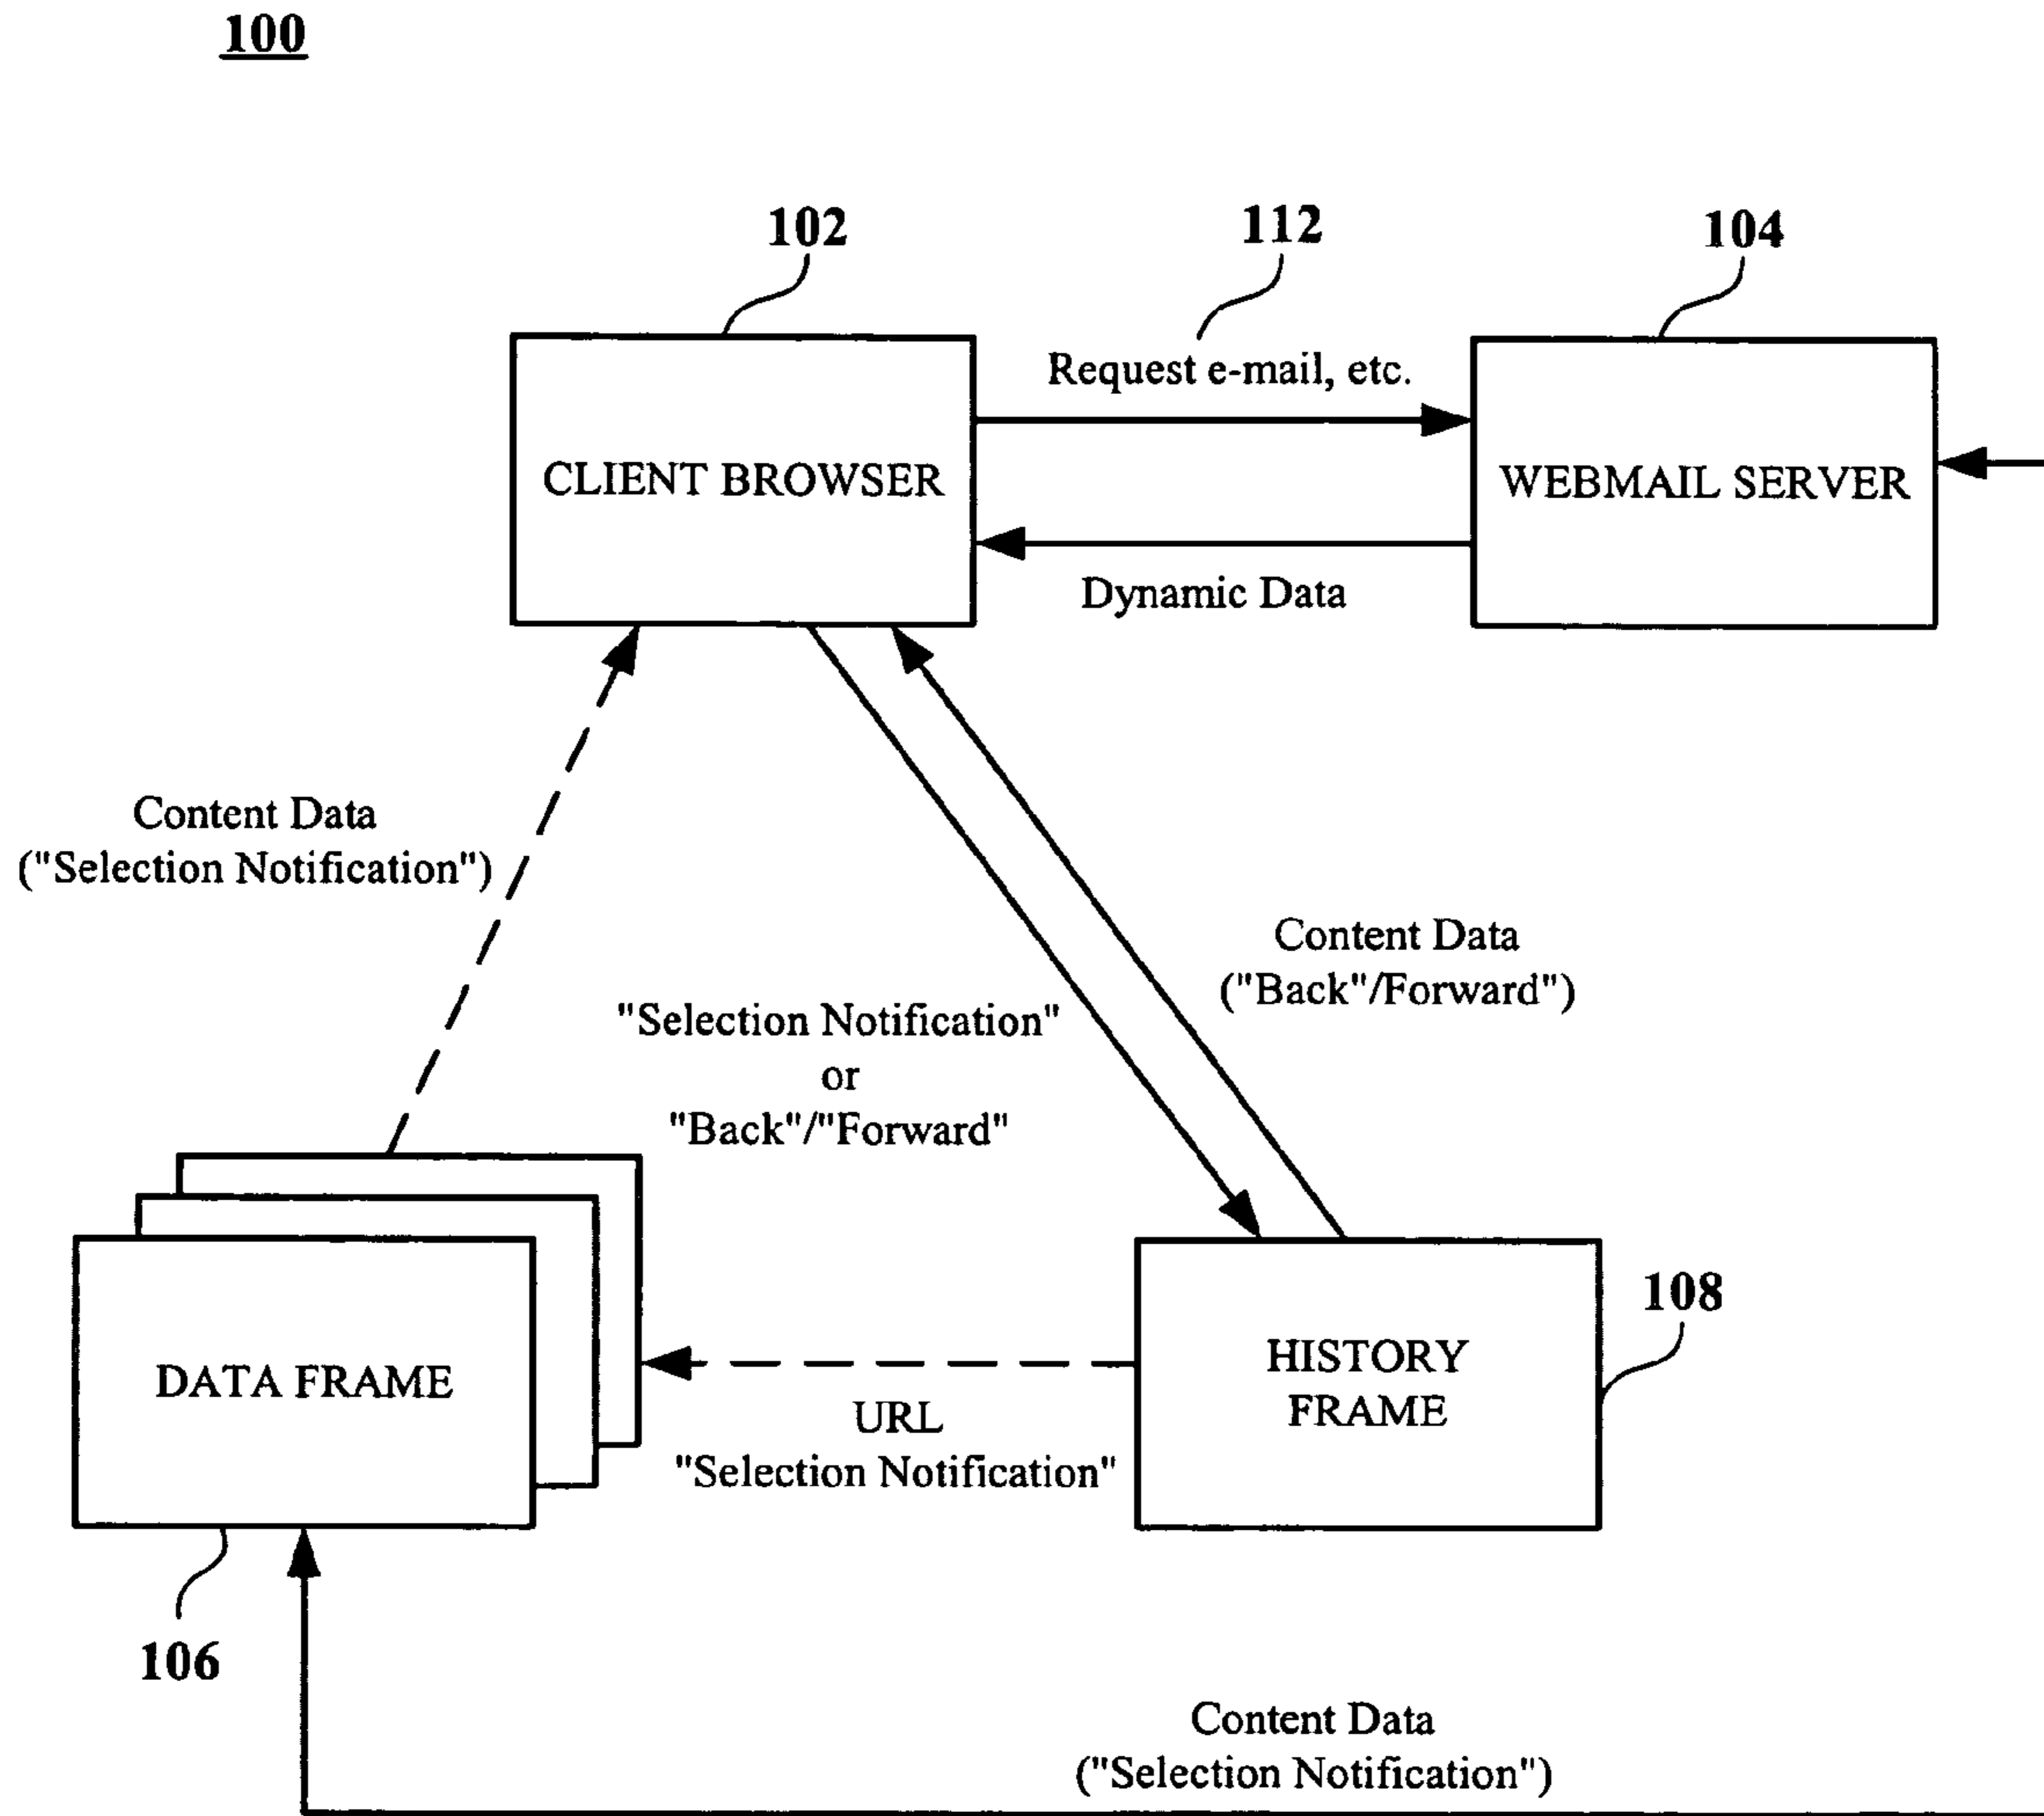 100
102
112
104
Request e-mail, etc.
CLIENT BROWSER
WEBMAIL SERVER
Dynamic Data
Content Data
("Selection Notification")
Content Data
("Back"/Forward")
"Selection Notification"
or
"Back"/"Forward"
108
HISTORY
FRAME
DATA FRAME
URL
"Selection Notification"
106
Content Data
("Selection Notification")